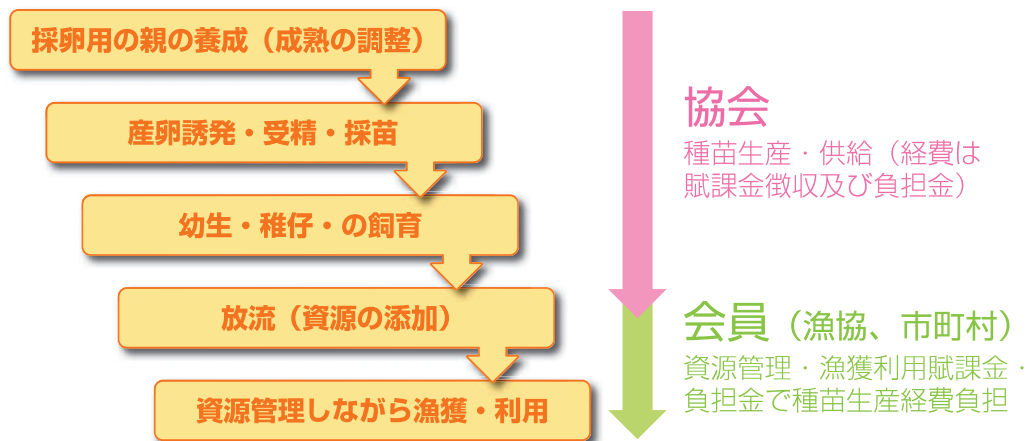 採卵用の親の養成（成熟の調整）
産卵誘発・受精・採苗
幼生・稚仔・の飼育
放流（資源の添加）
資源管理しながら漁獲・利用
協会
種苗生産・供給（経費は
賦課金徴収及び負担金）
会員（漁協、市町村）
資源管理・漁獲利用賦課金・
負担金で種苗生産経費負担